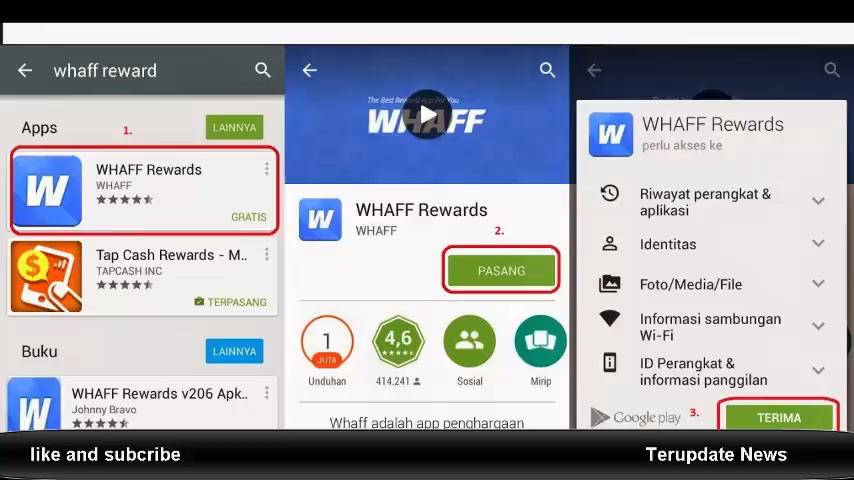 whaff reward
Apps
1.
LAINNYA
WHAFF Rewards
WHAFF
GRATIS
Tap Cash Rewards - M..
TAPCASH INC
TERPASANG
Buku
LAINNYA
WHAFF Rewards v206 Apk..
Johnny Bravo
The Best Reward App For You
WHAFF
WHAFF Rewards
WHAFF
2.
PASANG
1
JUTA
Unduhan
4,6
414.241
Sosial
Mirip
Whaff adalah app penghargaan
WHAFF Rewards
perlu akses ke
Riwayat perangkat &
aplikasi
Identitas
Foto/Media/File
Informasi sambungan
Wi-Fi
ID Perangkat &
informasi panggilan
Google play
3.
TERIMA
like and subcribe
Terupdate News